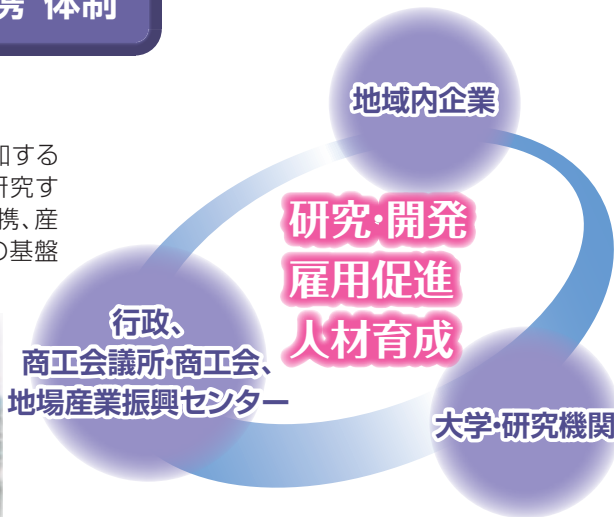 携 体制
加する
研究す
携、産
の基盤
地域内企業
研究・開発
雇用促進
人材育成
行政、
商工会議所・商工会、
地場産業振興センター
大学・研究機関